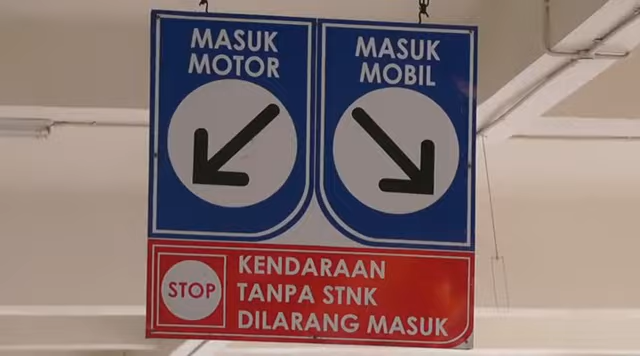 MASUK
MOTOR
MASUK
MOBIL
STOP
KENDARAAN
TANPA STNK
DILARANG MASUK